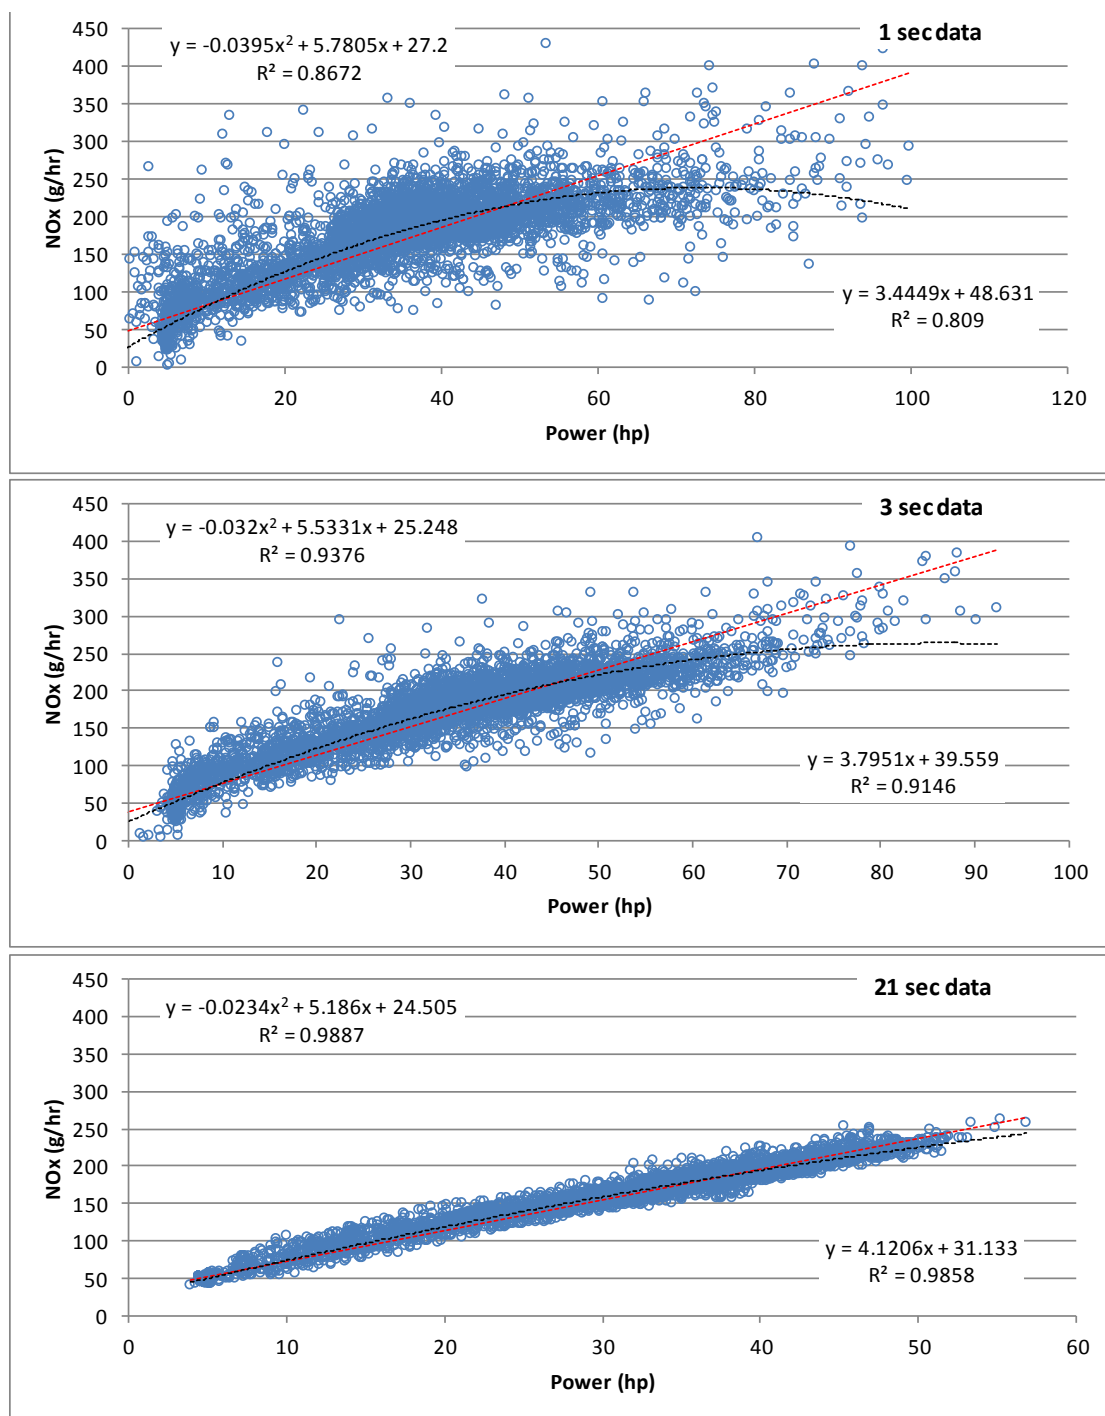 1 sec data
y = -0.0395x² + 5.7805x + 27.2
R² = 0.8672
450
400
350
300
250
200
150
100
50
0
NOx (g/hr)
y = 3.4449x + 48.631
R² = 0.809
0 20 40 60 80 100 120
Power (hp)
3 sec data
y = -0.032x² + 5.5331x + 25.248
R² = 0.9376
450
400
350
300
250
200
150
100
50
0
NOx (g/hr)
y = 3.7951x + 39.559
R² = 0.9146
0 10 20 30 40 50 60 70 80 90 100
Power (hp)
21 sec data
y = -0.0234x² + 5.186x + 24.505
R² = 0.9887
450
400
350
300
250
200
150
100
50
0
NOx (g/hr)
y = 4.1206x + 31.133
R² = 0.9858
0 10 20 30 40 50 60
Power (hp)